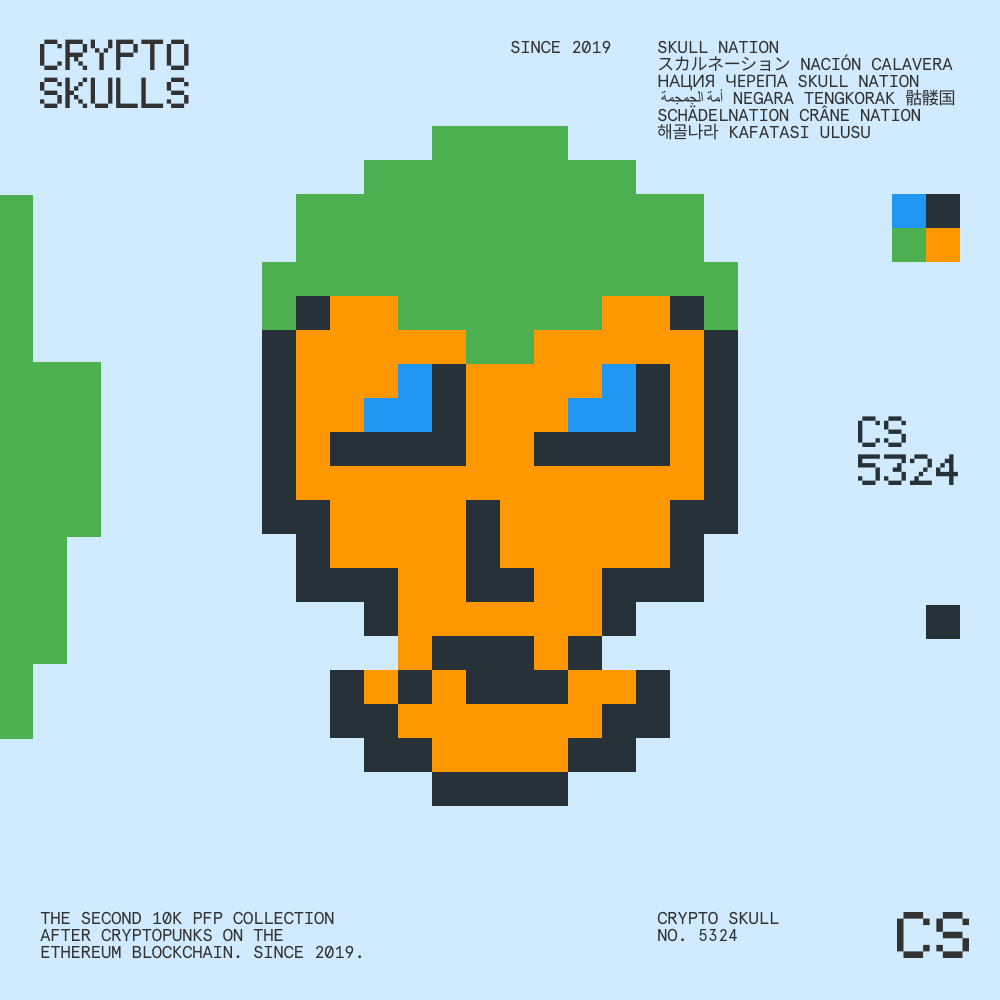 CRYPTO
SKULLS
SINCE 2019
SKULL NATION
スカルネーション NACIÓN CALAVERA
НАЦИЯ ЧЕРЕПА SKULL NATION
أمة الجمجمة NEGARA TENGKORAK 骷髅国
SCHÄDELNATION CRÂNE NATION
해골나라 KAFATASI ULUSU
CS
5324
THE SECOND 10K PFP COLLECTION
AFTER CRYPTOPUNKS ON THE
ETHEREUM BLOCKCHAIN. SINCE 2019.
CRYPTO SKULL
NO. 5324
CS